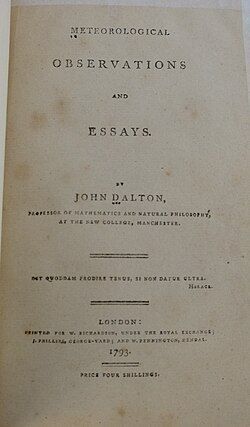 METEOROLOGICAL
OBSERVATIONS
AND
ESSAYS.
BY
JOHN DALTON,
PROFESSOR OF MATHEMATICS AND NATURAL PHILOSOPHY,
AT THE NEW COLLEGE, MANCHESTER.
EST QUODDAM PRODIRE TENUS, SI NON DATUR ULTRA.
HORACE.
LONDON:
PRINTED FOR W. RICHARDSON, UNDER THE ROYAL EXCHANGE;
J. PHILLIPS, GEORGE-YARD; AND W. PENNINGTON, KENDAL.
1793.
PRICE FOUR SHILLINGS.